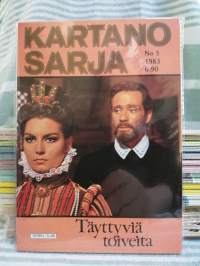 KARTANO
SARJA
No 5
1983
6.90
Täyttyviä
toiveita